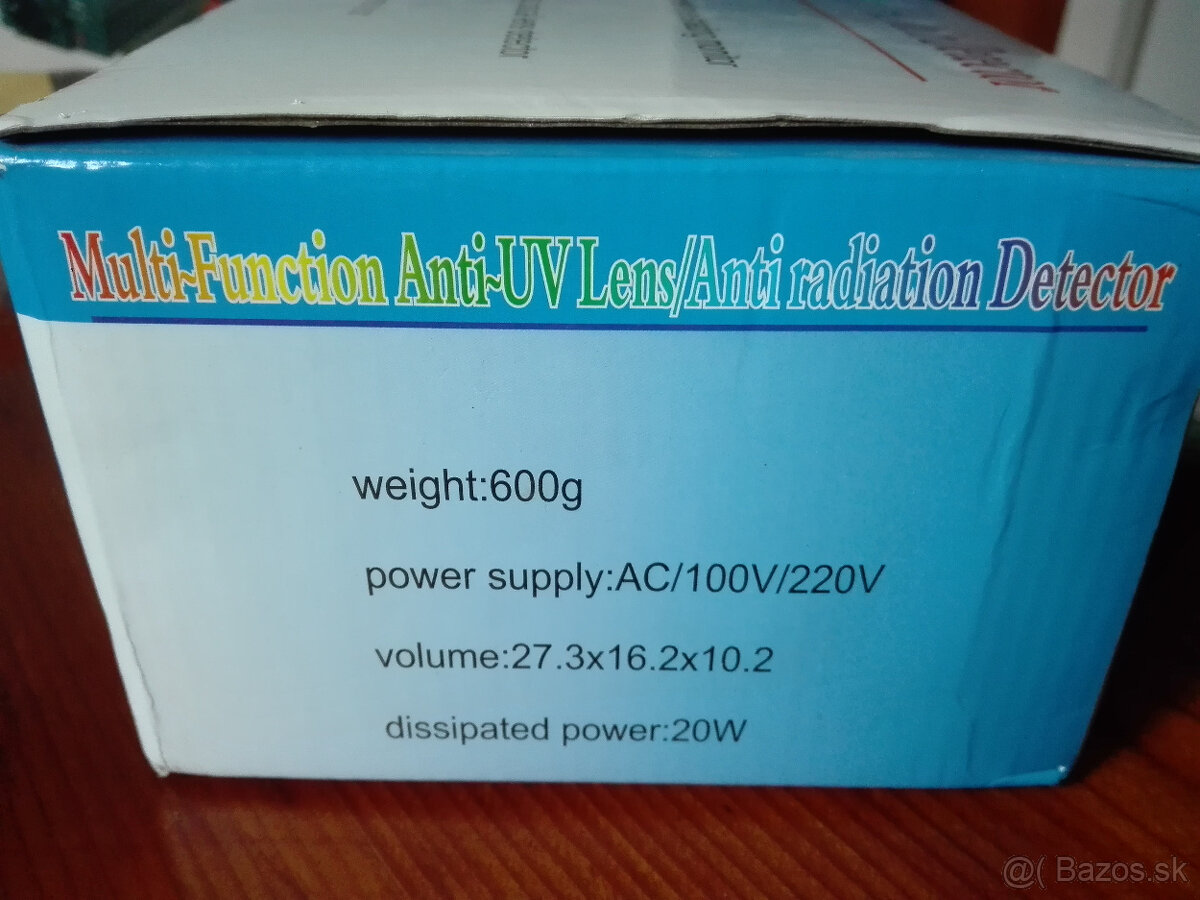 Multi-Function Anti-UV Lens/Anti radiation Detector
weight:600g
power supply:AC/100V/220V
volume:27.3x16.2x10.2
dissipated power:20W
@( Bazos.sk